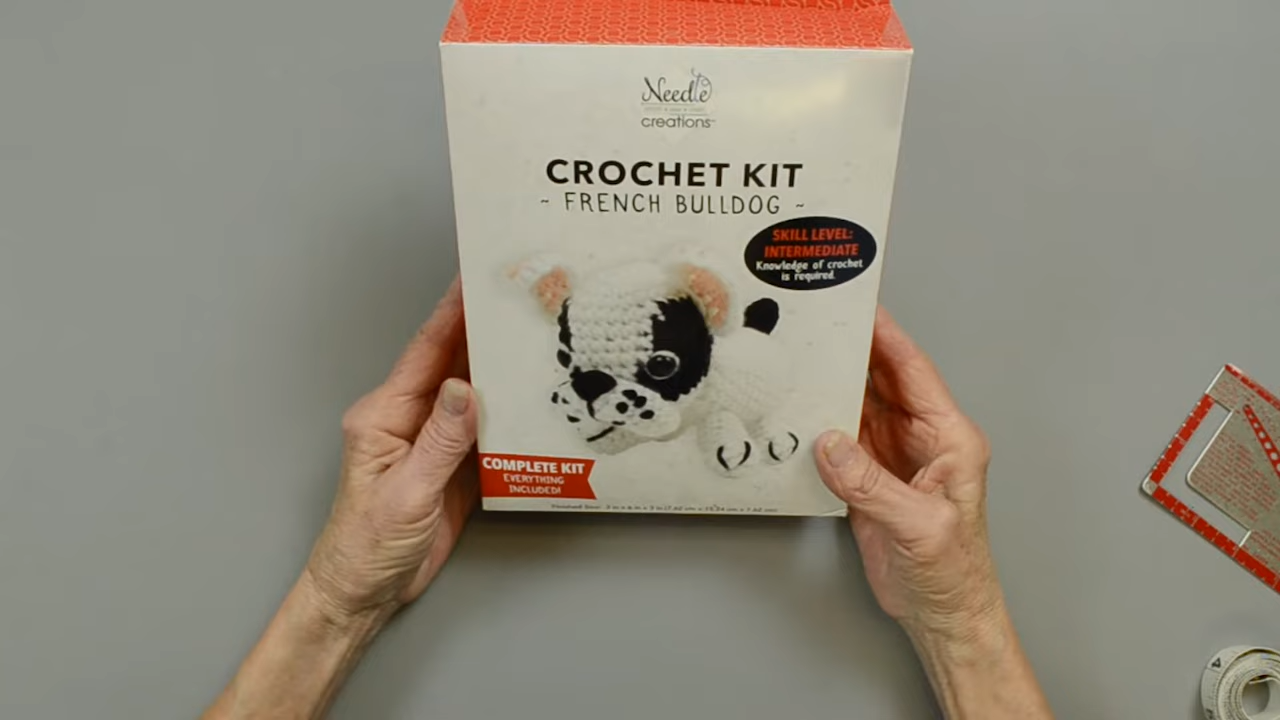 Needle
creations
CROCHET KIT
~ FRENCH BULLDOG ~
SKILL LEVEL:
INTERMEDIATE
Knowledge of crochet
is required.
COMPLETE KIT
EVERYTHING
INCLUDED!